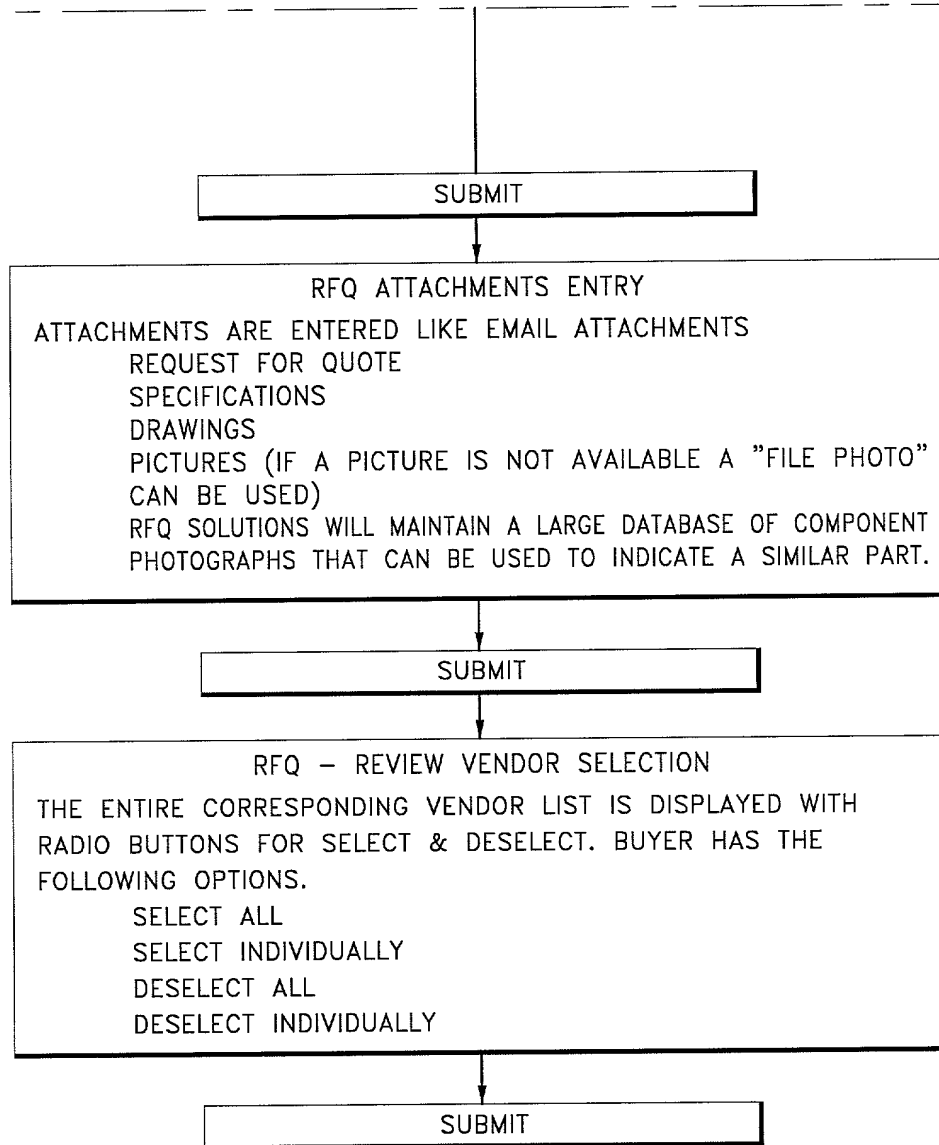 SUBMIT
RFQ ATTACHMENTS ENTRY
ATTACHMENTS ARE ENTERED LIKE EMAIL ATTACHMENTS
REQUEST FOR QUOTE
SPECIFICATIONS
DRAWINGS
PICTURES (IF A PICTURE IS NOT AVAILABLE A "FILE PHOTO"
CAN BE USED)
RFQ SOLUTIONS WILL MAINTAIN A LARGE DATABASE OF COMPONENT
PHOTOGRAPHS THAT CAN BE USED TO INDICATE A SIMILAR PART.
SUBMIT
RFQ – REVIEW VENDOR SELECTION
THE ENTIRE CORRESPONDING VENDOR LIST IS DISPLAYED WITH
RADIO BUTTONS FOR SELECT & DESELECT. BUYER HAS THE
FOLLOWING OPTIONS.
SELECT ALL
SELECT INDIVIDUALLY
DESELECT ALL
DESELECT INDIVIDUALLY
SUBMIT